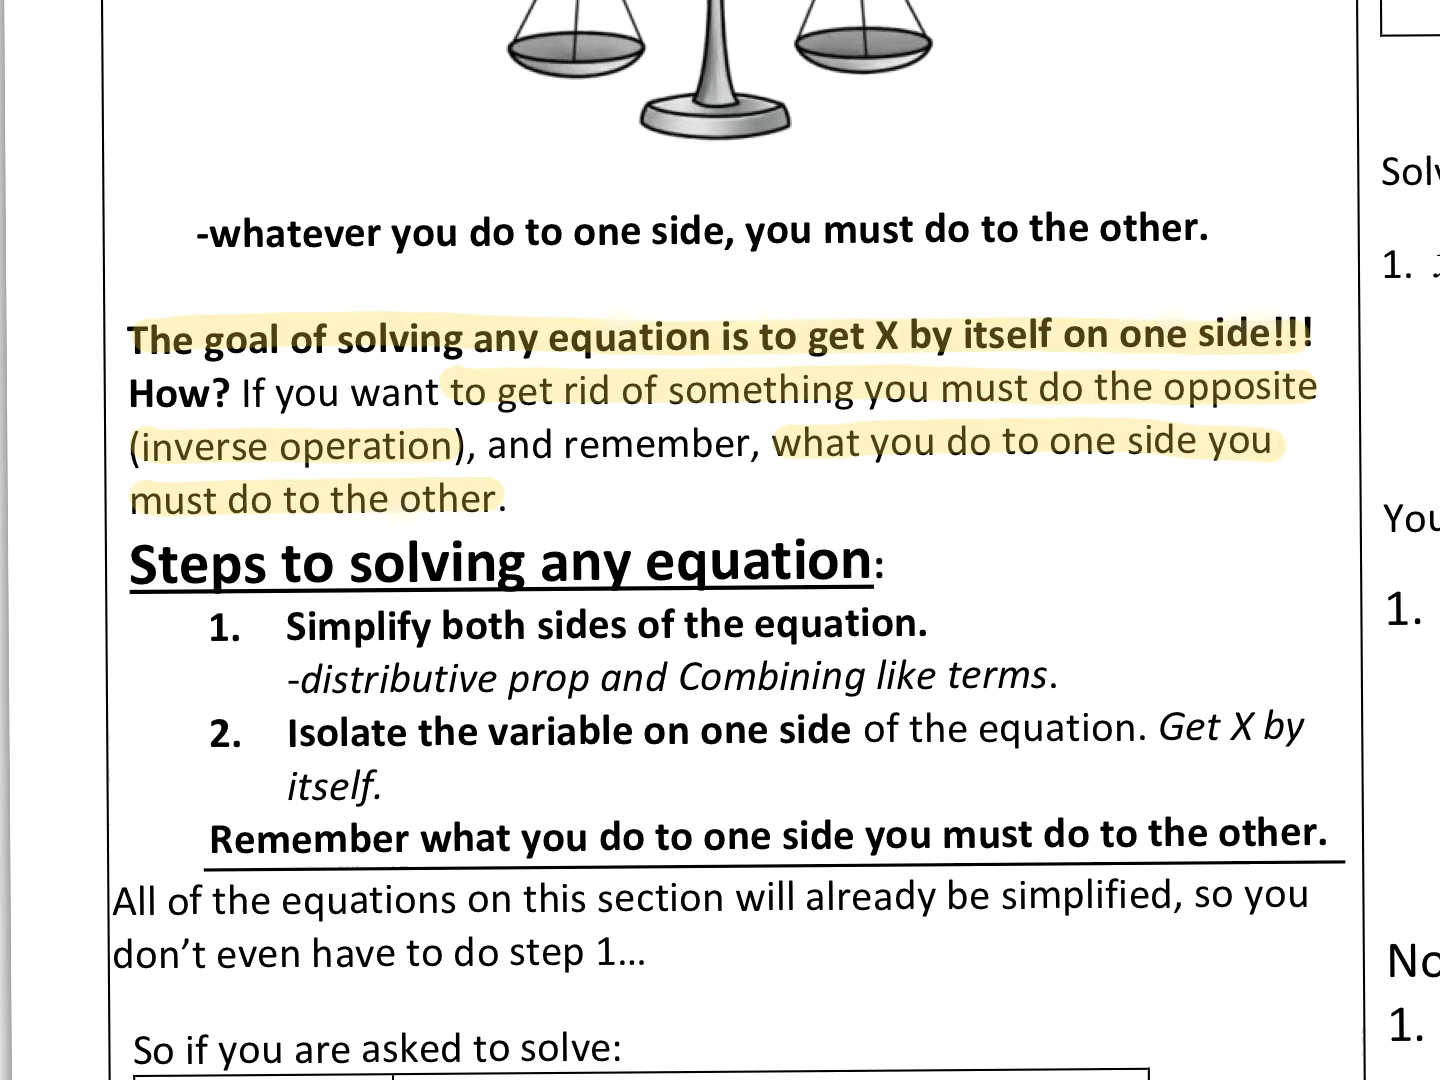 -whatever you do to one side, you must do to the other.
The goal of solving any equation is to get X by itself on one side!!!
How? If you want to get rid of something you must do the opposite
(inverse operation), and remember, what you do to one side you
must do to the other.
Steps to solving any equation:
1. Simplify both sides of the equation.
-distributive prop and Combining like terms.
2. Isolate the variable on one side of the equation. Get X by
itself.
Remember what you do to one side you must do to the other.
All of the equations on this section will already be simplified, so you
don't even have to do step 1...
So if you are asked to solve:
1.
1.
1.